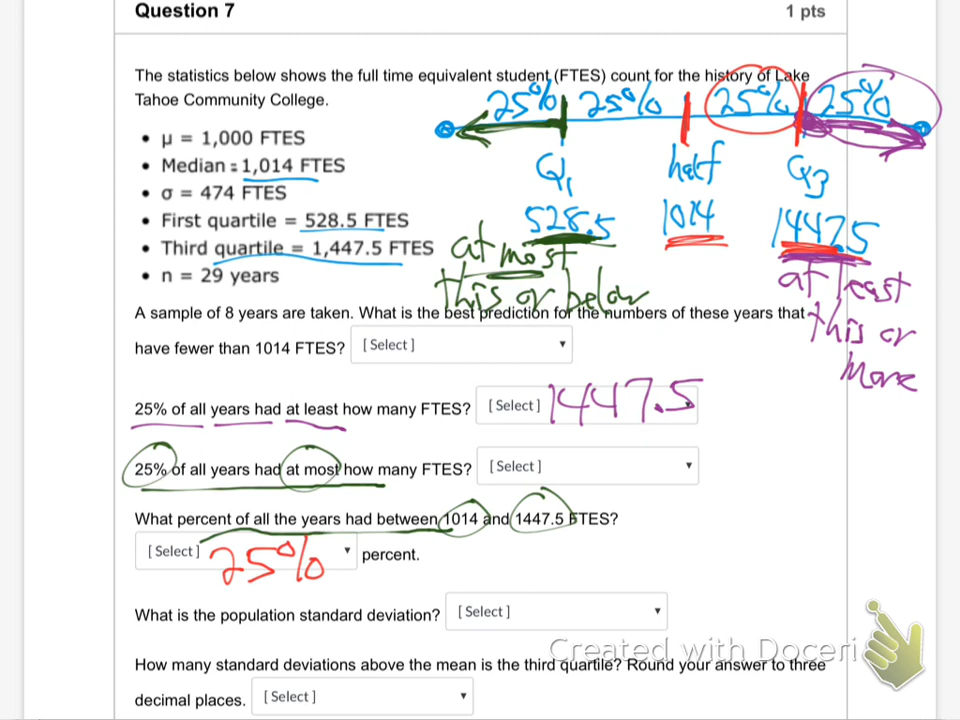 Question 7
1 pts
The statistics below shows the full time equivalent student (FTES) count for the history of Lake
Tahoe Community College.
25% 25% 25% 25%
• μ = 1,000 FTES
• Median = 1,014 FTES
• σ = 474 FTES
• First quartile = 528.5 FTES
• Third quartile = 1,447.5 FTES
• n = 29 years
Q1 half Q3
528.5 1014 1447.5
at most
this or below
at least
this or
more
A sample of 8 years are taken. What is the best prediction for the numbers of these years that
have fewer than 1014 FTES? [ Select ]
25% of all years had at least how many FTES? [ Select ] 1447.5
25% of all years had at most how many FTES? [ Select ]
What percent of all the years had between 1014 and 1447.5 FTES?
[ Select ] 25% percent.
What is the population standard deviation? [ Select ]
Created with Doceri
How many standard deviations above the mean is the third quartile? Round your answer to three
decimal places. [ Select ]